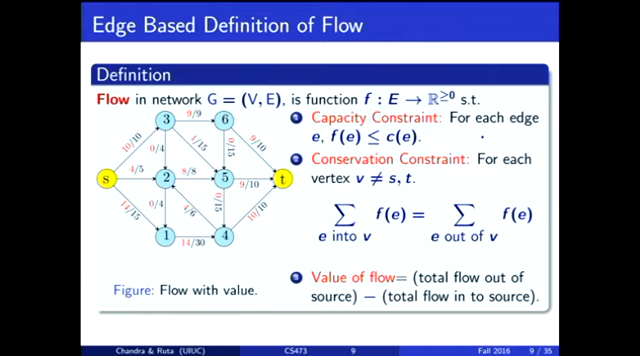 Edge Based Definition of Flow
Definition
Flow in network G = (V, E), is function f : E → ℝ≥0 s.t.
9/9
3
6
10/10
0/4
1/15
0/15
9/10
s
4/5
2
8/8
5
9/10
t
14/15
0/4
4/6
0/15
10/10
1
14/30
4
Figure: Flow with value.
1 Capacity Constraint: For each edge
e, f(e) ≤ c(e).
2 Conservation Constraint: For each
vertex v ≠ s, t.
∑ f(e) = ∑ f(e)
e into v e out of v
3 Value of flow= (total flow out of
source) − (total flow in to source).
Chandra & Ruta (UIUC) CS473 9 Fall 2016 9 / 35